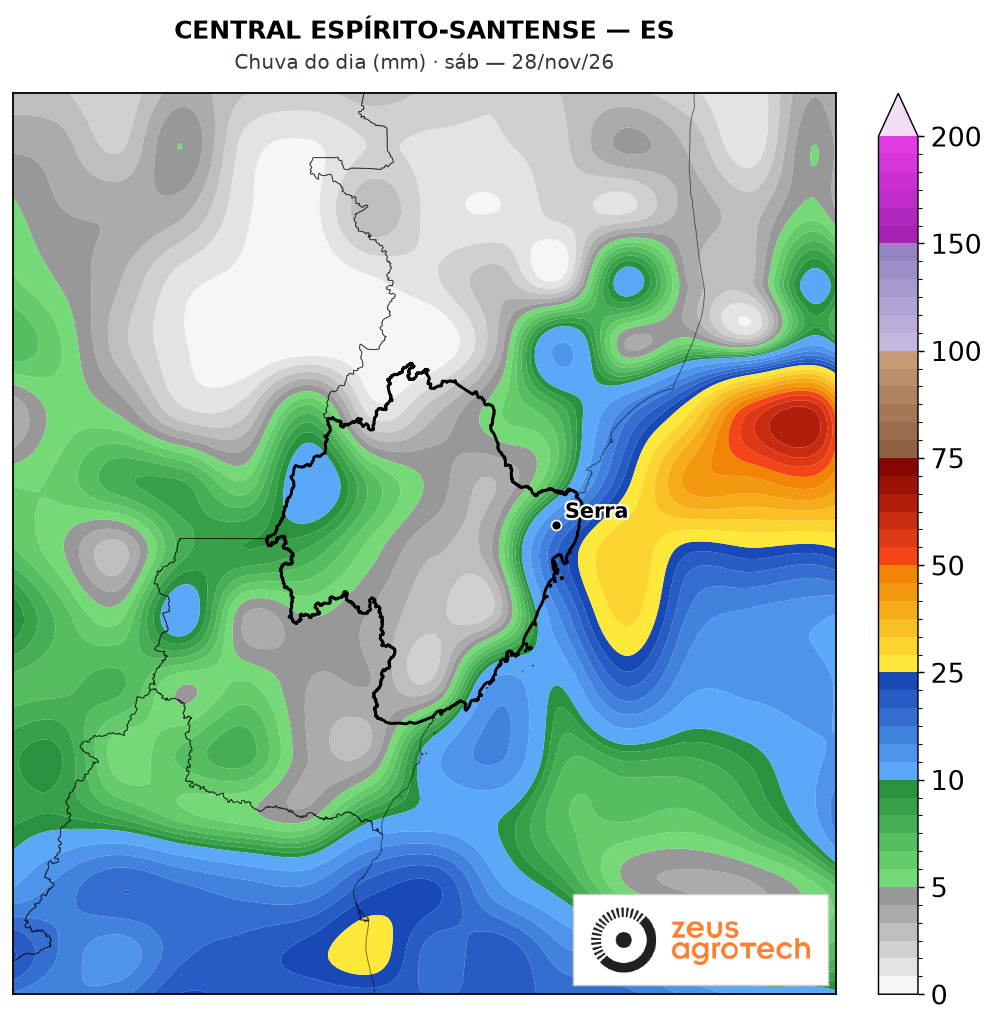 CENTRAL ESPÍRITO-SANTENSE — ES
Chuva do dia (mm) · sáb — 28/nov/26
200
150
100
75
50
25
10
5
0
Serra
zeus
agrotech